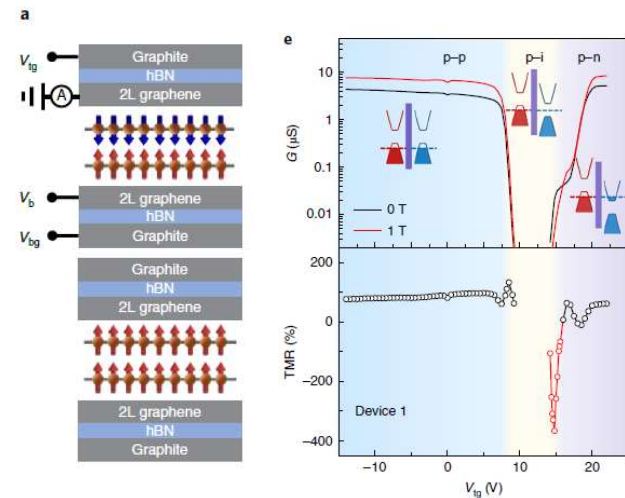 a
V_tg
Graphite
hBN
2L graphene
A
V_b
2L graphene
hBN
V_bg
Graphite
Graphite
hBN
2L graphene
2L graphene
hBN
Graphite
e
p–p
p–i
p–n
10
1
0.1
0.01
G (µS)
0 T
1 T
200
100
0
−200
−400
TMR (%)
Device 1
−10
0
10
20
V_tg (V)